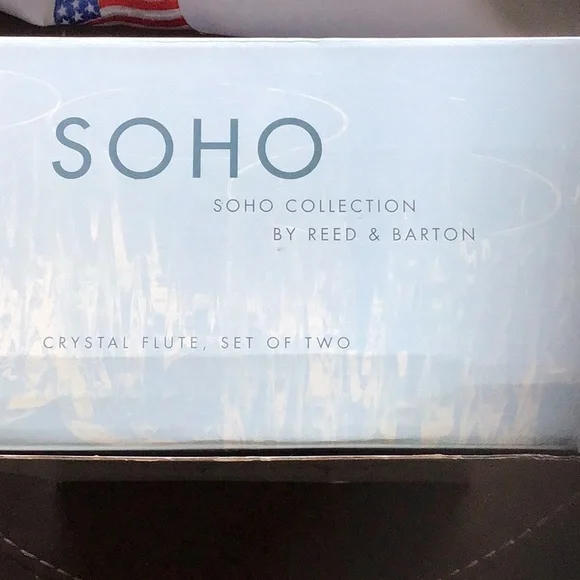 SOHO
SOHO COLLECTION
BY REED & BARTON
CRYSTAL FLUTE, SET OF TWO